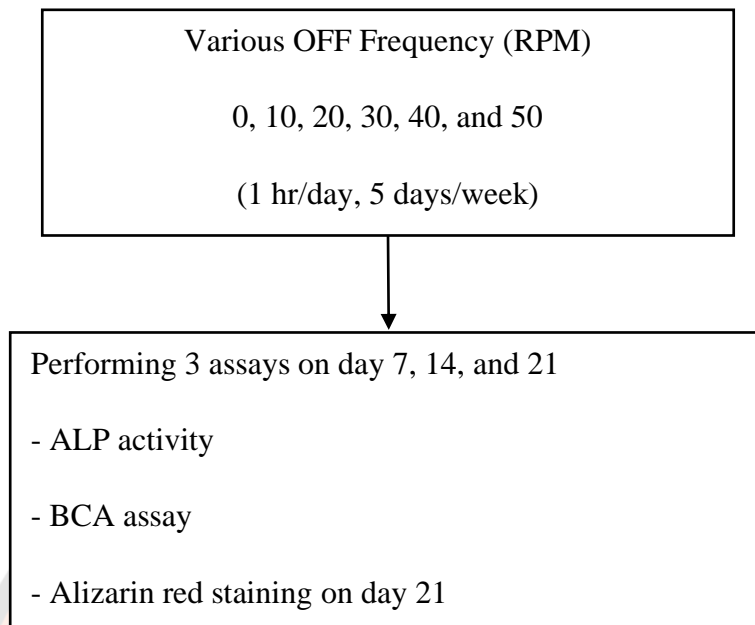 Various OFF Frequency (RPM)
0, 10, 20, 30, 40, and 50
(1 hr/day, 5 days/week)
Performing 3 assays on day 7, 14, and 21
- ALP activity
- BCA assay
- Alizarin red staining on day 21